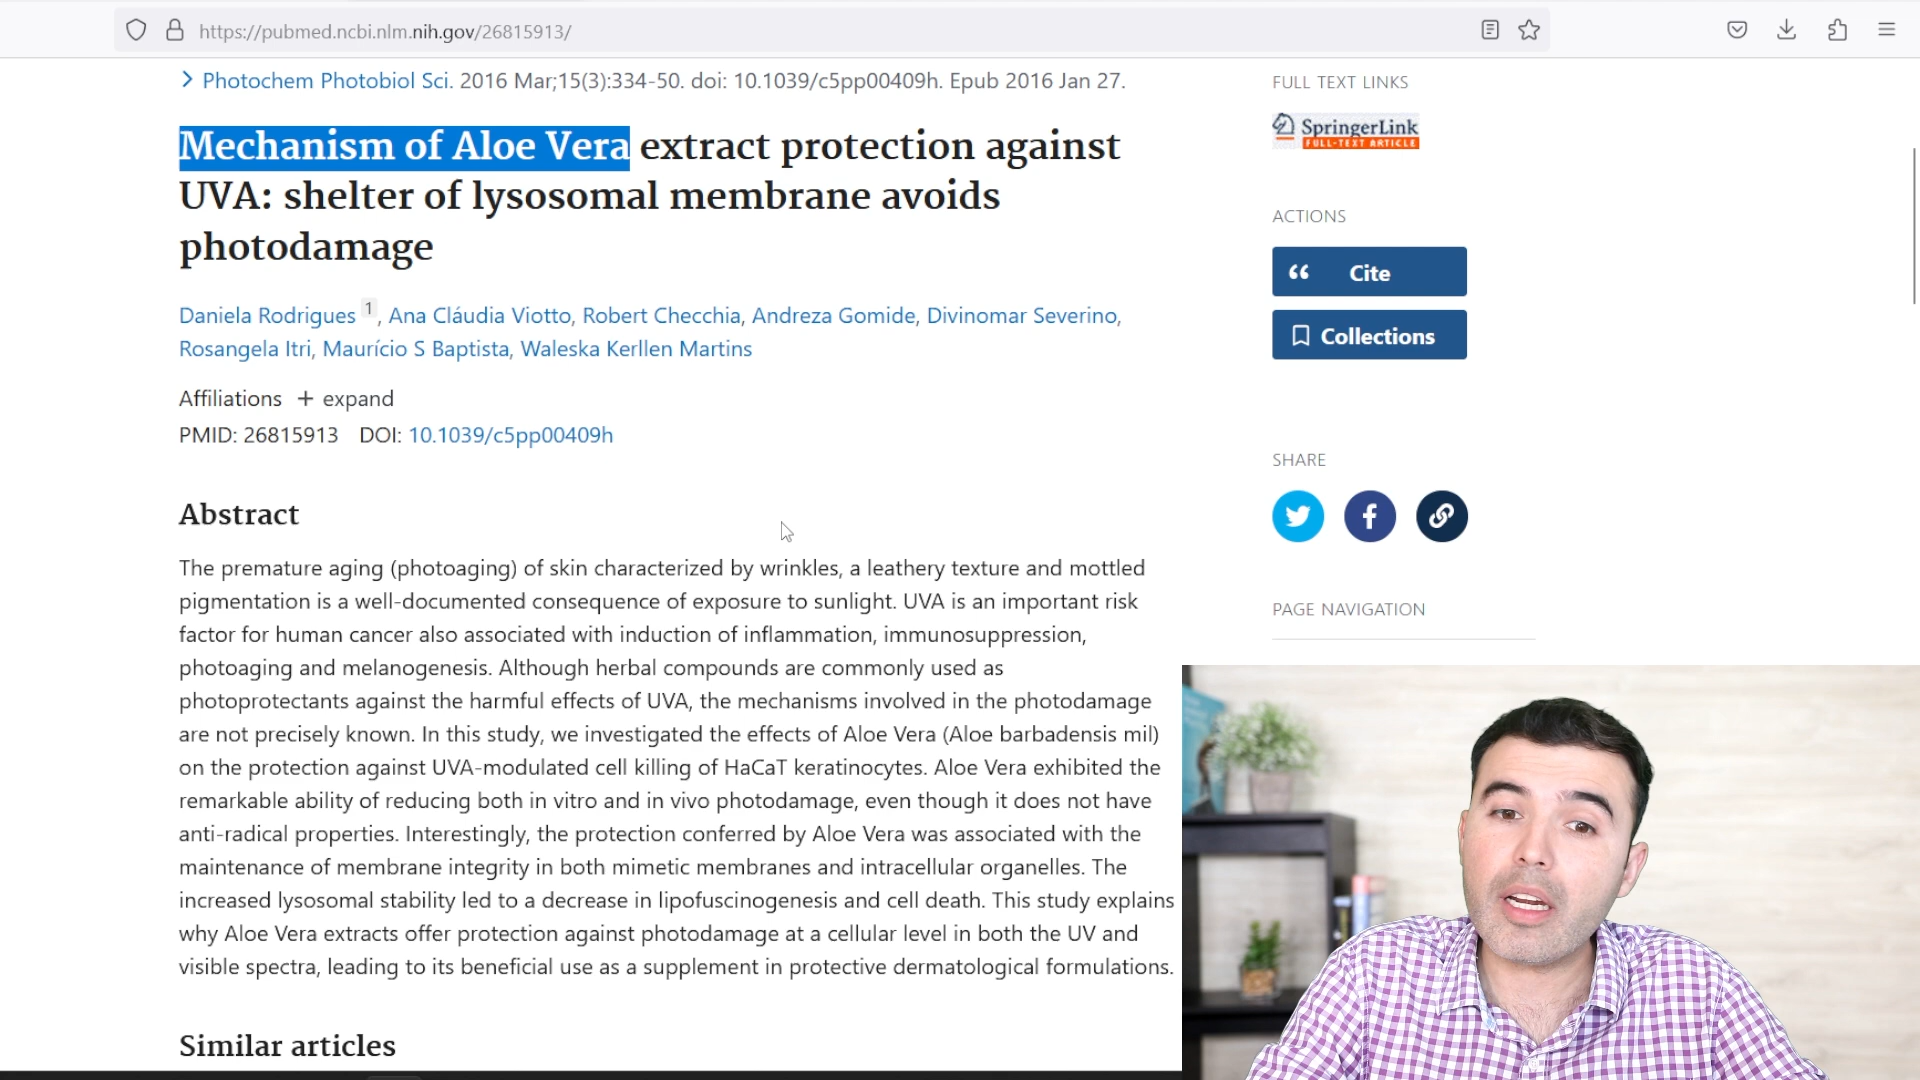 https://pubmed.ncbi.nlm.nih.gov/26815913/
Photochem Photobiol Sci. 2016 Mar;15(3):334-50. doi: 10.1039/c5pp00409h. Epub 2016 Jan 27.
Mechanism of Aloe Vera extract protection against
UVA: shelter of lysosomal membrane avoids
photodamage
Daniela Rodrigues 1, Ana Cláudia Viotto, Robert Checchia, Andreza Gomide, Divinomar Severino,
Rosangela Itri, Maurício S Baptista, Waleska Kerllen Martins
Affiliations + expand
PMID: 26815913 DOI: 10.1039/c5pp00409h
Abstract
The premature aging (photoaging) of skin characterized by wrinkles, a leathery texture and mottled
pigmentation is a well-documented consequence of exposure to sunlight. UVA is an important risk
factor for human cancer also associated with induction of inflammation, immunosuppression,
photoaging and melanogenesis. Although herbal compounds are commonly used as
photoprotectants against the harmful effects of UVA, the mechanisms involved in the photodamage
are not precisely known. In this study, we investigated the effects of Aloe Vera (Aloe barbadensis mil)
on the protection against UVA-modulated cell killing of HaCaT keratinocytes. Aloe Vera exhibited the
remarkable ability of reducing both in vitro and in vivo photodamage, even though it does not have
anti-radical properties. Interestingly, the protection conferred by Aloe Vera was associated with the
maintenance of membrane integrity in both mimetic membranes and intracellular organelles. The
increased lysosomal stability led to a decrease in lipofuscinogenesis and cell death. This study explains
why Aloe Vera extracts offer protection against photodamage at a cellular level in both the UV and
visible spectra, leading to its beneficial use as a supplement in protective dermatological formulations.
Similar articles
FULL TEXT LINKS
SpringerLink
FULL-TEXT ARTICLE
ACTIONS
Cite
Collections
SHARE
PAGE NAVIGATION